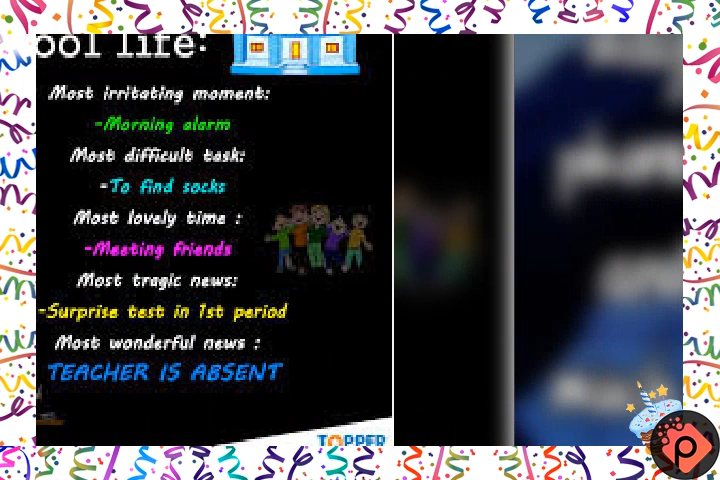 ool life:
Most irritating moment:
-Morning alarm
Most difficult task:
-To find socks
Most lovely time :
-Meeting friends
Most tragic news:
-Surprise test in 1st period
Most wonderful news :
TEACHER IS ABSENT
TOPPER
p